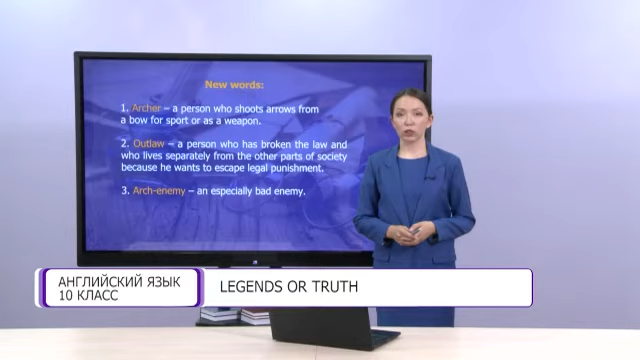 New words:
1. Archer – a person who shoots arrows from
a bow for sport or as a weapon.
2. Outlaw – a person who has broken the law and
who lives separately from the other parts of society
because he wants to escape legal punishment.
3. Arch-enemy – an especially bad enemy.
АНГЛИЙСКИЙ ЯЗЫК
10 КЛАСС
LEGENDS OR TRUTH